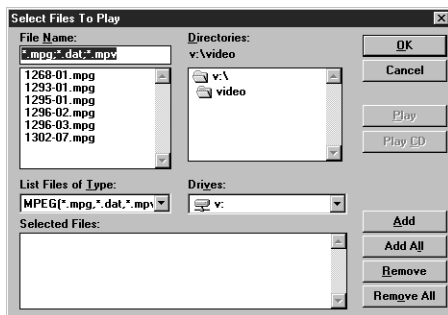 Select Files To Play
File Name:
*.mpg;*.dat;*.mpv
1268-01.mpg
1293-01.mpg
1295-01.mpg
1296-02.mpg
1296-03.mpg
1302-07.mpg
List Files of Type:
MPEG(*.mpg,*.dat,*.mpv
Directories:
v:\video
v:\
video
Drives:
v:
Selected Files:
OK
Cancel
Play
Play CD
Add
Add All
Remove
Remove All